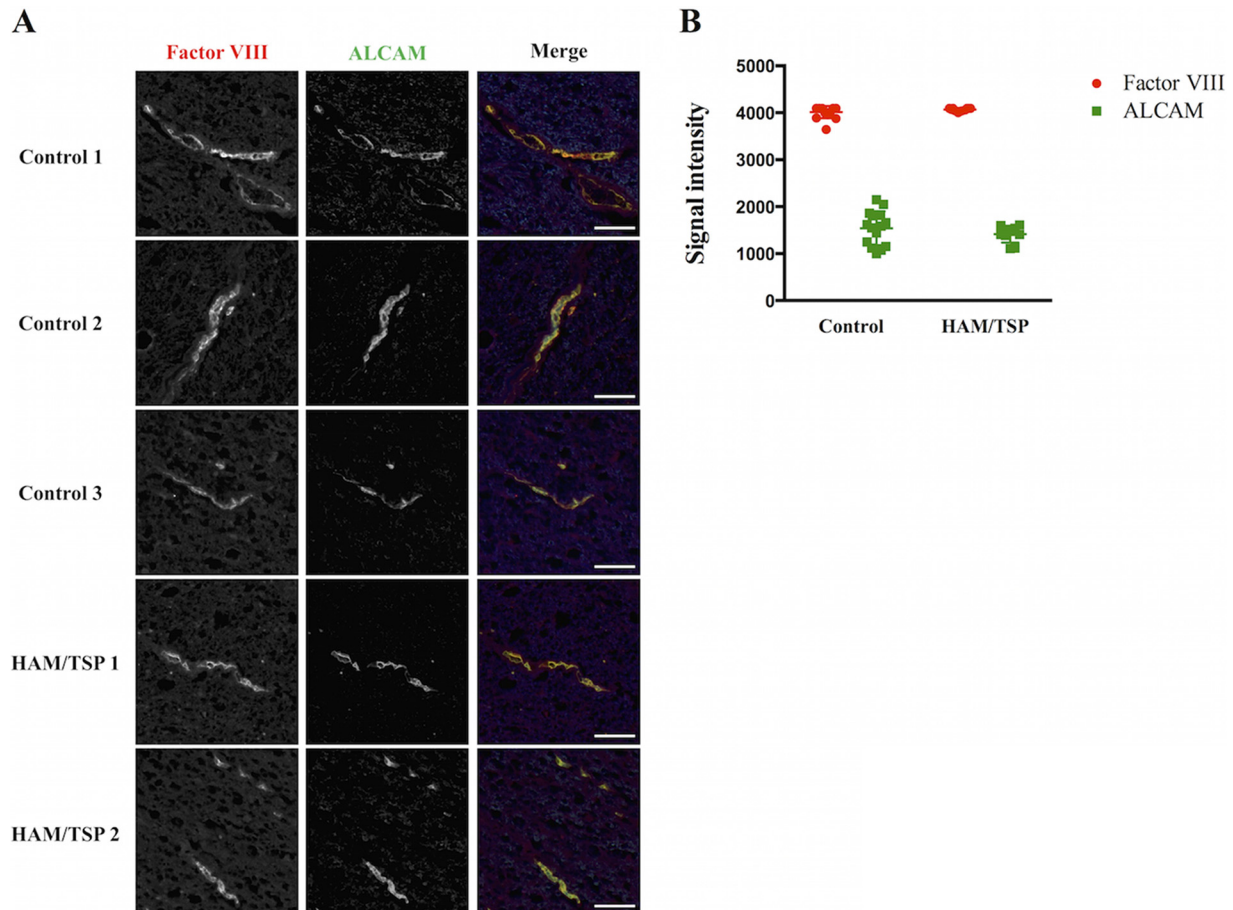 A
Factor VIII ALCAM Merge
Control 1
Control 2
Control 3
HAM/TSP 1
HAM/TSP 2
B
Signal intensity
5000
4000
3000
2000
1000
0
Control HAM/TSP
Factor VIII
ALCAM